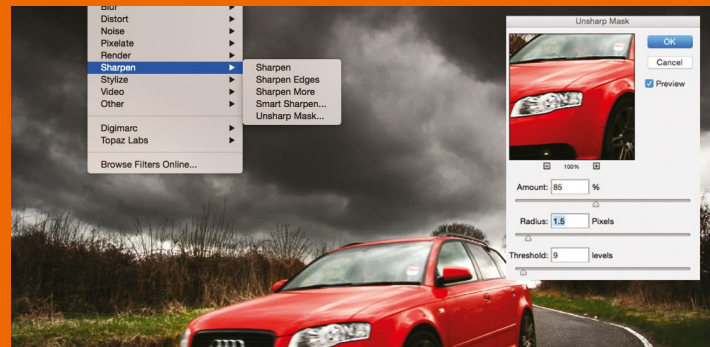 Blur
Distort
Noise
Pixelate
Render
Sharpen
Stylize
Video
Other
Digimarc
Topaz Labs
Browse Filters Online...
Sharpen
Sharpen Edges
Sharpen More
Smart Sharpen...
Unsharp Mask...
Unsharp Mask
OK
Cancel
Preview
100%
Amount: 85 %
Radius: 1.5 Pixels
Threshold: 9 levels